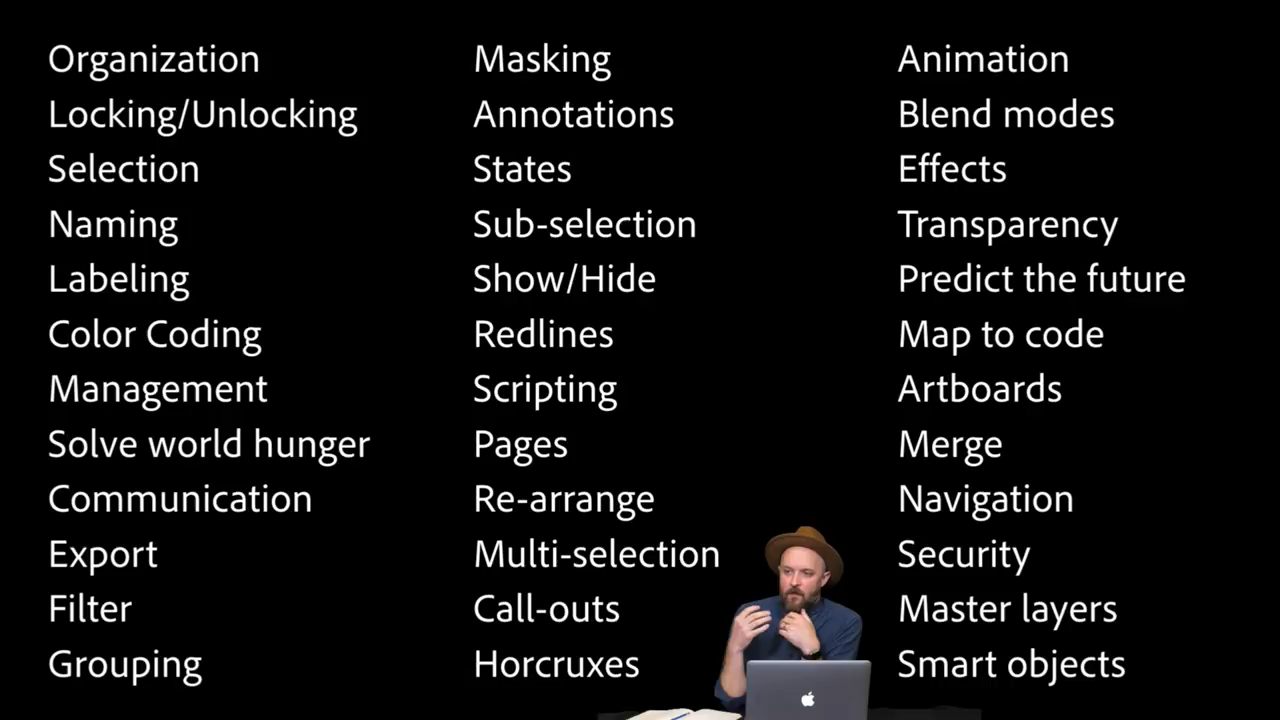 Organization
Locking/Unlocking
Selection
Naming
Labeling
Color Coding
Management
Solve world hunger
Communication
Export
Filter
Grouping
Masking
Annotations
States
Sub-selection
Show/Hide
Redlines
Scripting
Pages
Re-arrange
Multi-selection
Call-outs
Horcruxes
Animation
Blend modes
Effects
Transparency
Predict the future
Map to code
Artboards
Merge
Navigation
Security
Master layers
Smart objects